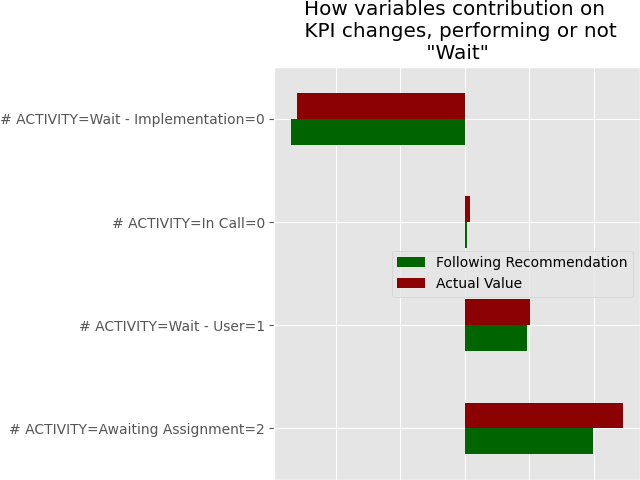 How variables contribution on
KPI changes, performing or not
"Wait"
# ACTIVITY=Wait - Implementation=0
# ACTIVITY=In Call=0
Following Recommendation
Actual Value
# ACTIVITY=Wait - User=1
# ACTIVITY=Awaiting Assignment=2